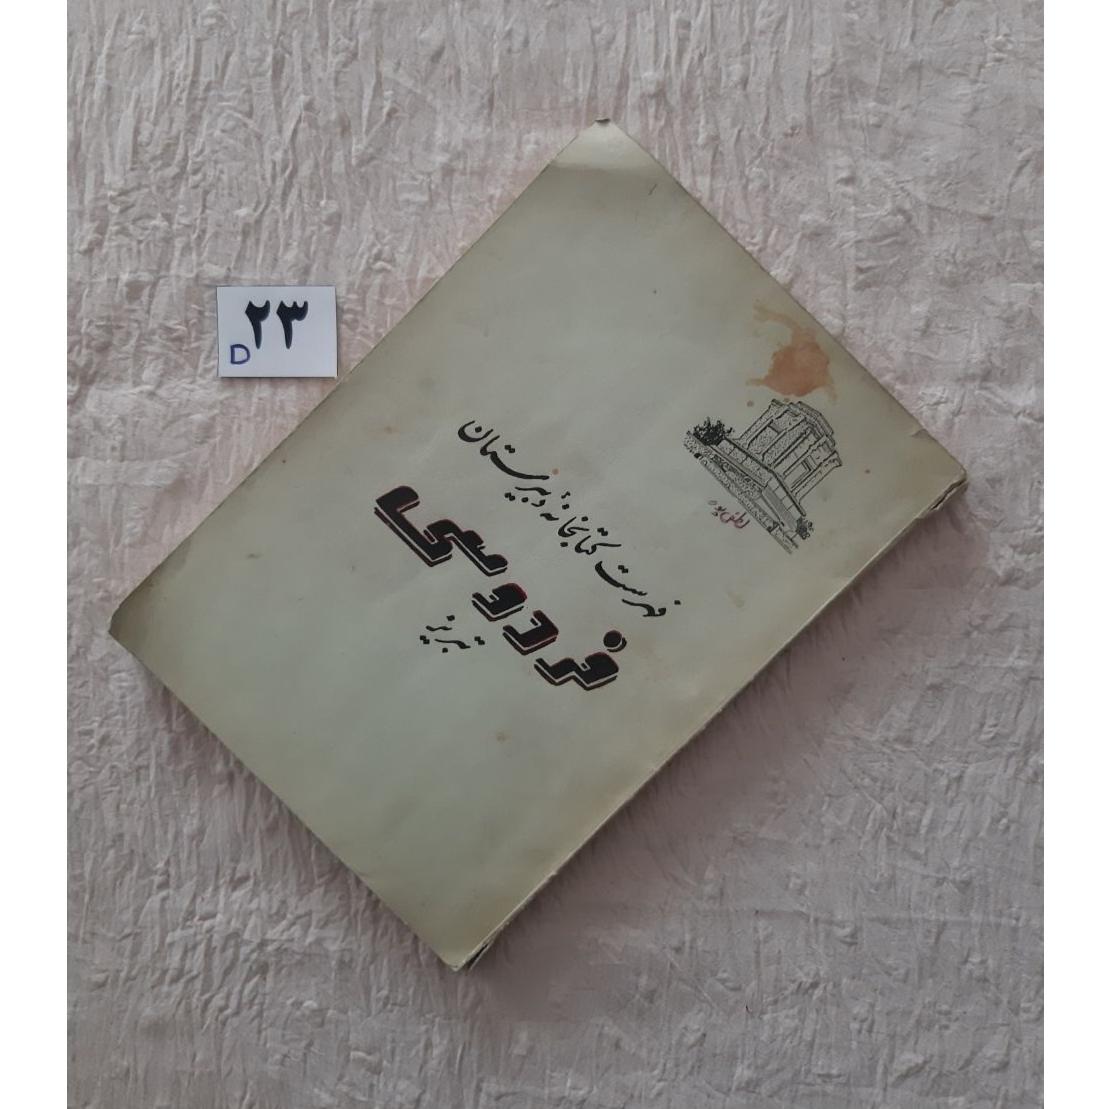 ۲۳
D
فهرست کتابخانهٔ دبیرستان
فردوسی
تبریز